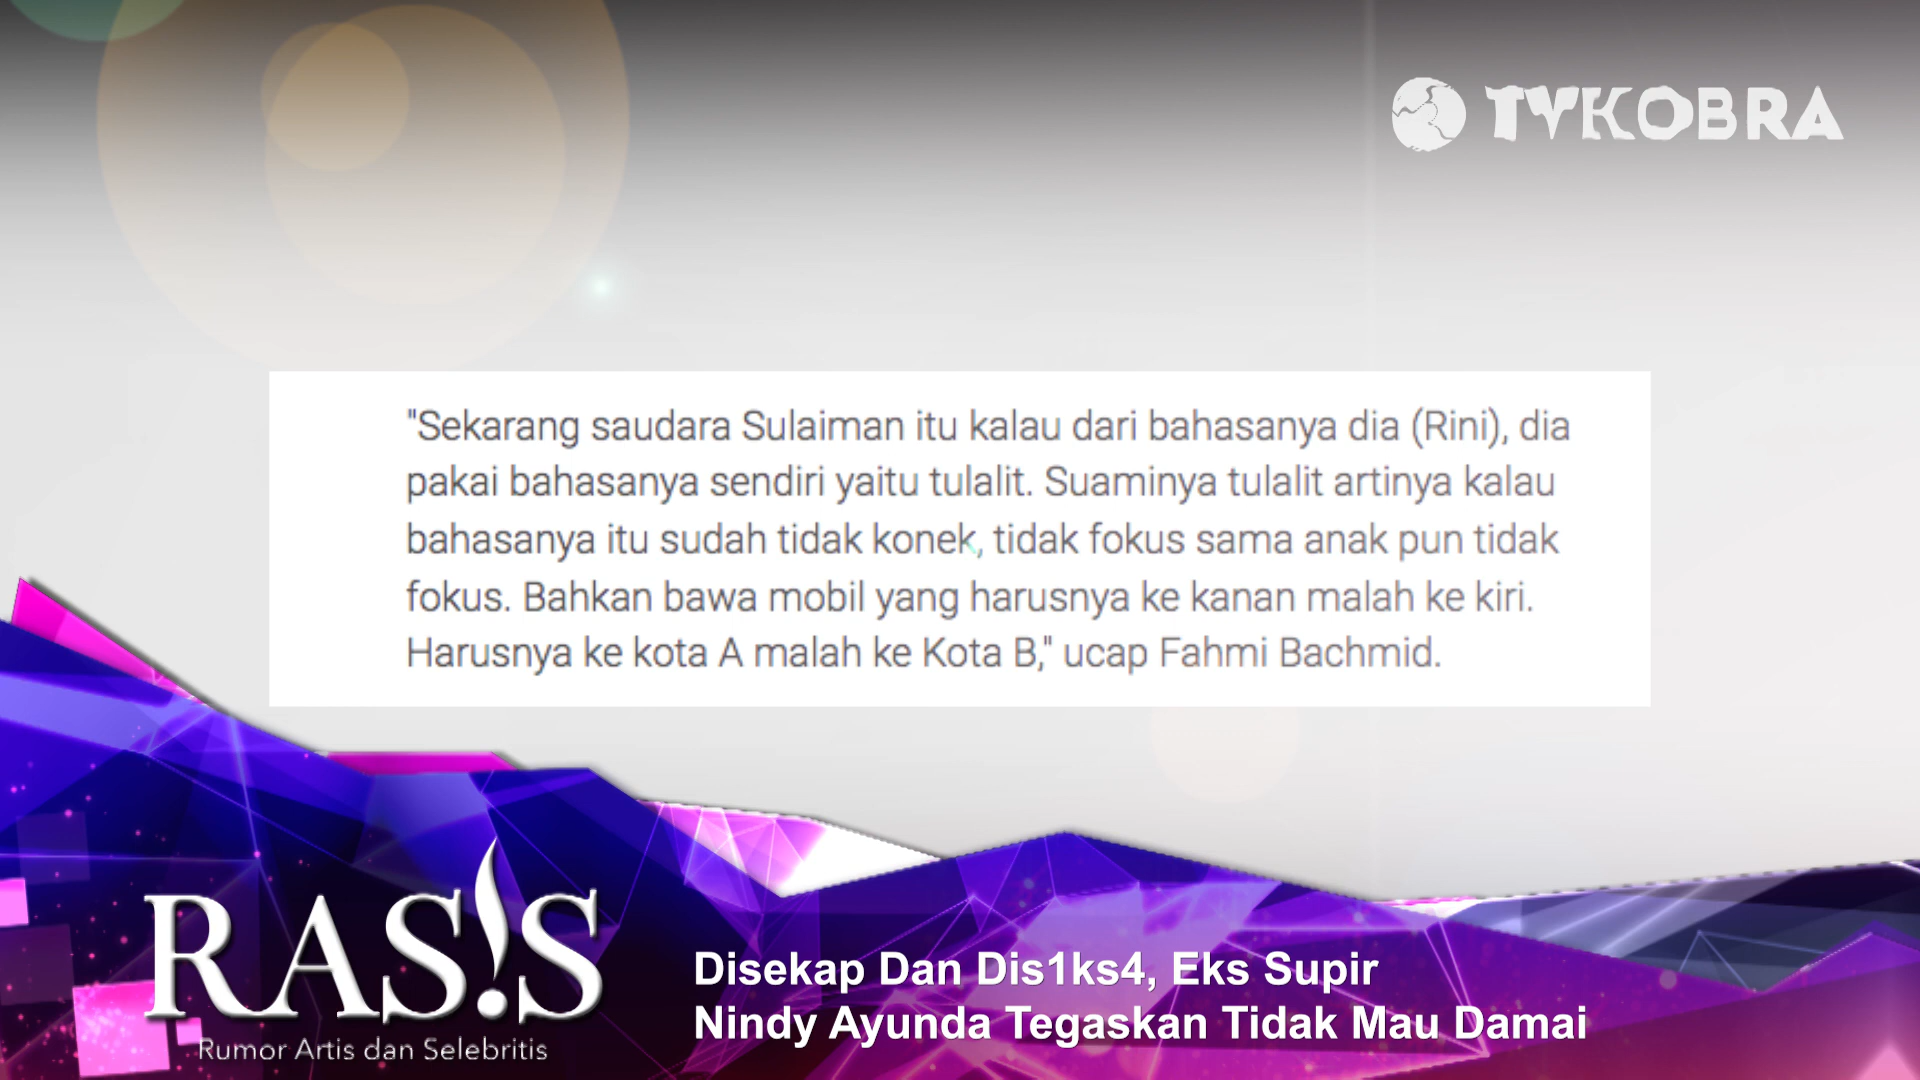 TVKOBRA
"Sekarang saudara Sulaiman itu kalau dari bahasanya dia (Rini), dia
pakai bahasanya sendiri yaitu tulalit. Suaminya tulalit artinya kalau
bahasanya itu sudah tidak konek, tidak fokus sama anak pun tidak
fokus. Bahkan bawa mobil yang harusnya ke kanan malah ke kiri.
Harusnya ke kota A malah ke Kota B," ucap Fahmi Bachmid.
RAS!S
Rumor Artis dan Selebritis
Disekap Dan Dis1ks4, Eks Supir
Nindy Ayunda Tegaskan Tidak Mau Damai